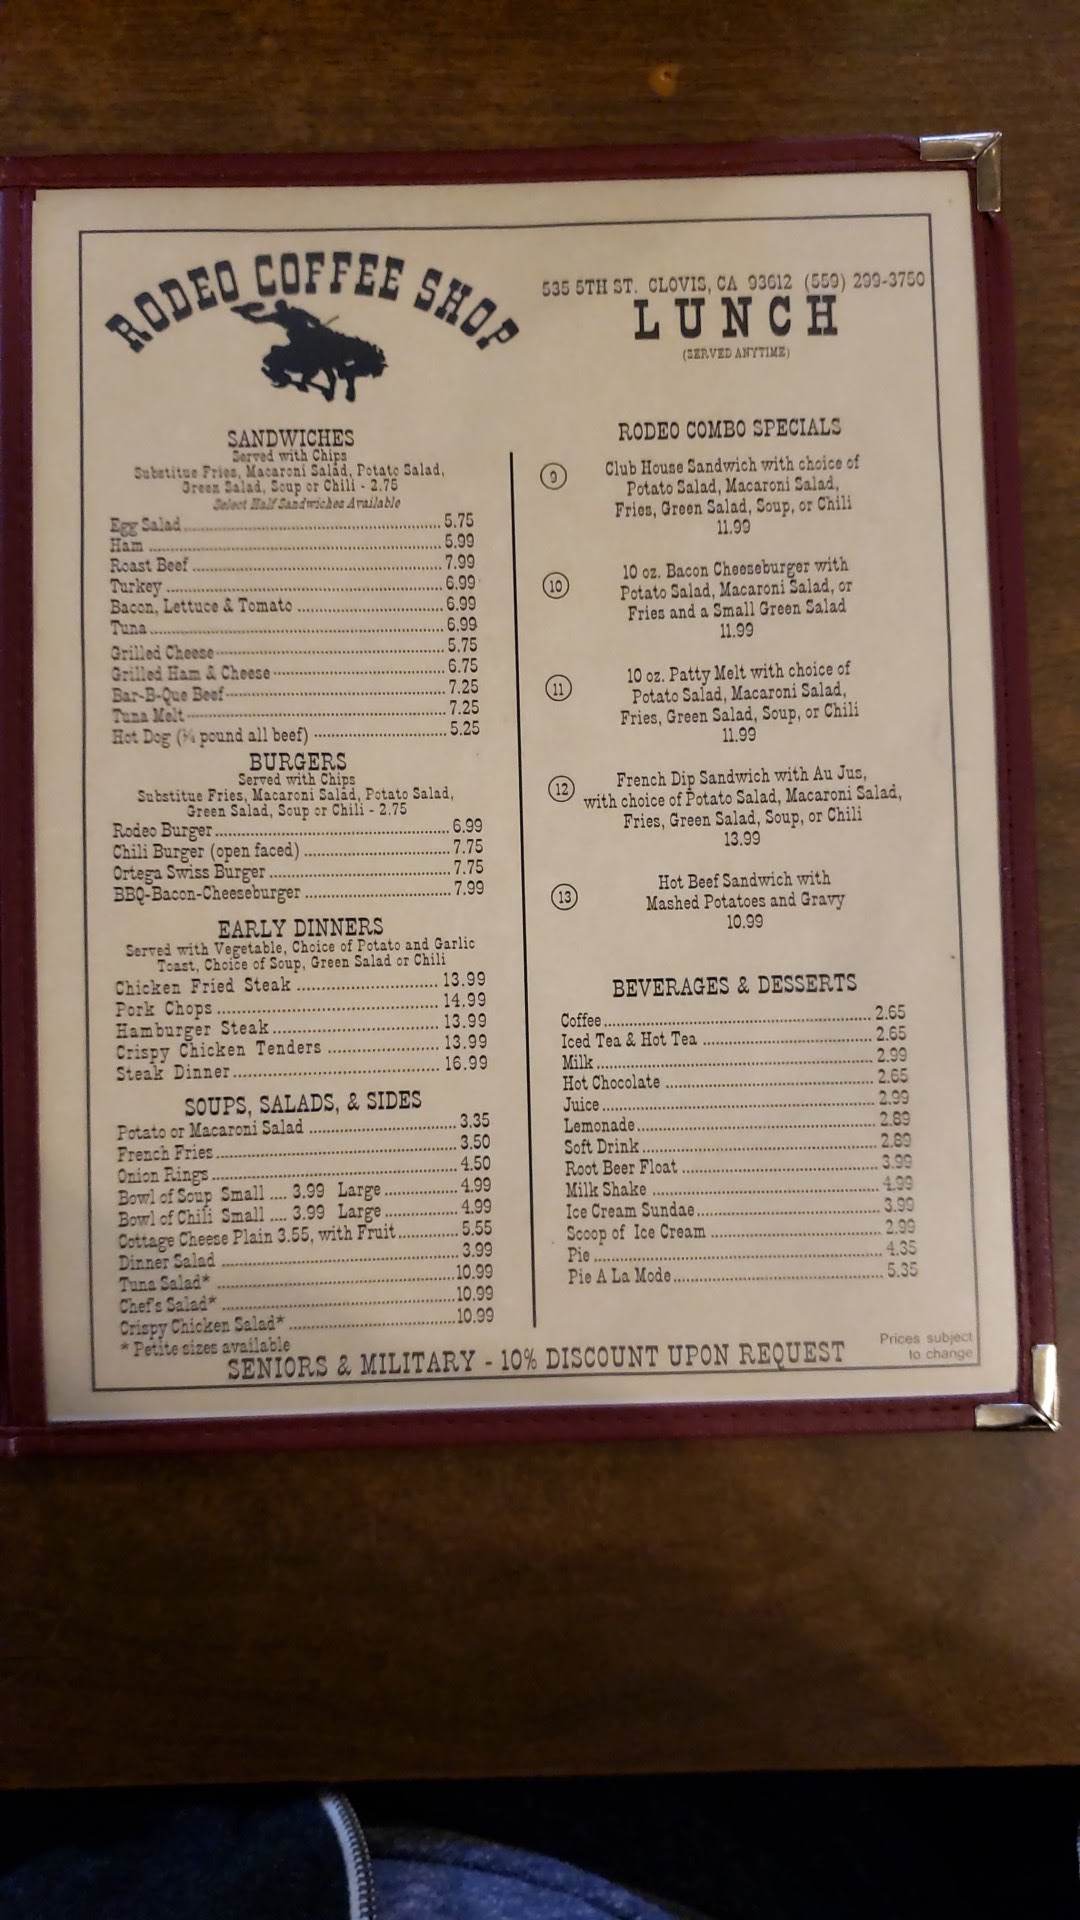 RODEO COFFEE SHOP
535 5TH ST. CLOVIS, CA 93612 (559) 299-3750
LUNCH
(SERVED ANYTIME)
SANDWICHES
Served with Chips
Substitue Fries, Macaroni Salad, Potato Salad,
Green Salad, Soup or Chili - 2.75
Select Half Sandwiches Available
Egg Salad 5.75
Ham 5.99
Roast Beef 7.99
Turkey 6.99
Bacon, Lettuce & Tomato 6.99
Tuna 6.99
Grilled Cheese 5.75
Grilled Ham & Cheese 6.75
Bar-B-Que Beef 7.25
Tuna Melt 7.25
Hot Dog (¼ pound all beef) 5.25
BURGERS
Served with Chips
Substitue Fries, Macaroni Salad, Potato Salad,
Green Salad, Soup or Chili - 2.75
Rodeo Burger 6.99
Chili Burger (open faced) 7.75
Ortega Swiss Burger 7.75
BBQ-Bacon-Cheeseburger 7.99
EARLY DINNERS
Served with Vegetable, Choice of Potato and Garlic
Toast, Choice of Soup, Green Salad or Chili
Chicken Fried Steak 13.99
Pork Chops 14.99
Hamburger Steak 13.99
Crispy Chicken Tenders 13.99
Steak Dinner 16.99
SOUPS, SALADS, & SIDES
Potato or Macaroni Salad 3.35
French Fries 3.50
Onion Rings 4.50
Bowl of Soup Small .... 3.99 Large 4.99
Bowl of Chili Small .... 3.99 Large 4.99
Cottage Cheese Plain 3.55, with Fruit 5.55
Dinner Salad 3.99
Tuna Salad* 10.99
Chef's Salad* 10.99
Crispy Chicken Salad* 10.99
* Petite sizes available
RODEO COMBO SPECIALS
9 Club House Sandwich with choice of
Potato Salad, Macaroni Salad,
Fries, Green Salad, Soup, or Chili
11.99
10 10 oz. Bacon Cheeseburger with
Potato Salad, Macaroni Salad, or
Fries and a Small Green Salad
11.99
11 10 oz. Patty Melt with choice of
Potato Salad, Macaroni Salad,
Fries, Green Salad, Soup, or Chili
11.99
12 French Dip Sandwich with Au Jus,
with choice of Potato Salad, Macaroni Salad,
Fries, Green Salad, Soup, or Chili
13.99
13 Hot Beef Sandwich with
Mashed Potatoes and Gravy
10.99
BEVERAGES & DESSERTS
Coffee 2.65
Iced Tea & Hot Tea 2.65
Milk 2.99
Hot Chocolate 2.65
Juice 2.99
Lemonade 2.89
Soft Drink 2.89
Root Beer Float 3.99
Milk Shake 4.99
Ice Cream Sundae 3.99
Scoop of Ice Cream 2.99
Pie 4.35
Pie A La Mode 5.35
SENIORS & MILITARY - 10% DISCOUNT UPON REQUEST
Prices subject
to change